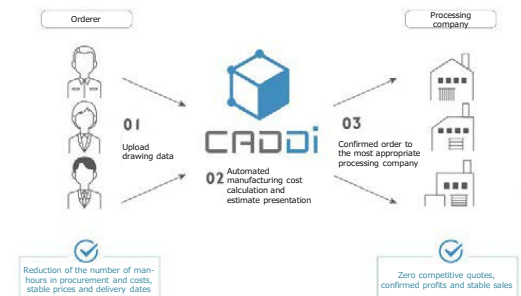 Orderer
Processing
company
01
Upload
drawing data
CADDi
02
Automated
manufacturing cost
calculation and
estimate presentation
03
Confirmed order to
the most appropriate
processing company
Reduction of the number of man-
hours in procurement and costs,
stable prices and delivery dates
Zero competitive quotes,
confirmed profits and stable sales